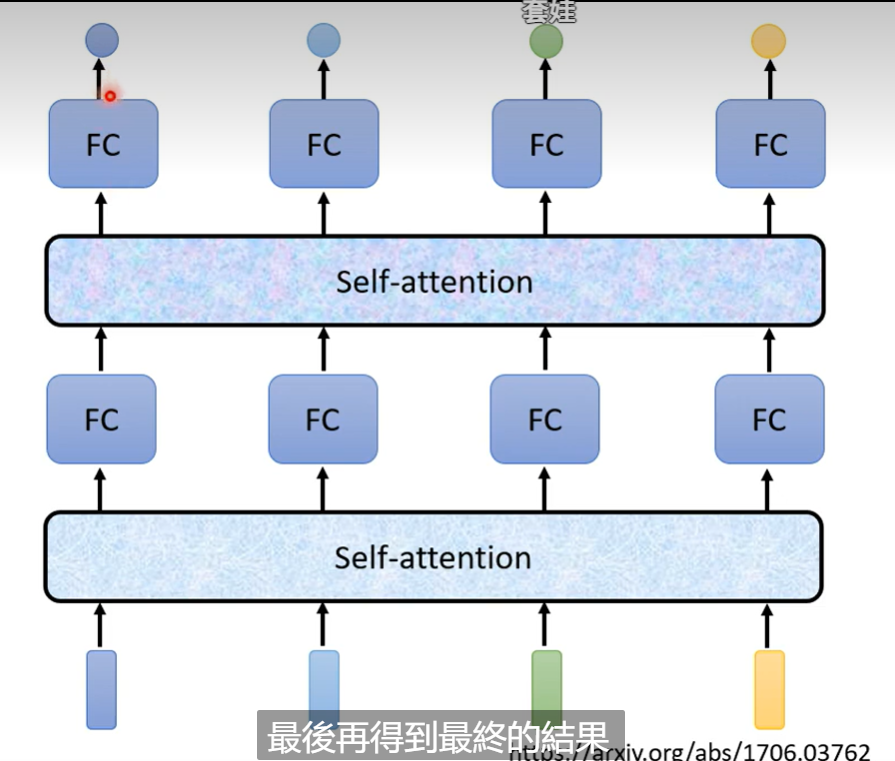 套娃
FC FC FC FC
Self-attention
FC FC FC FC
Self-attention
最後再得到最終的結果
https://arxiv.org/abs/1706.03762